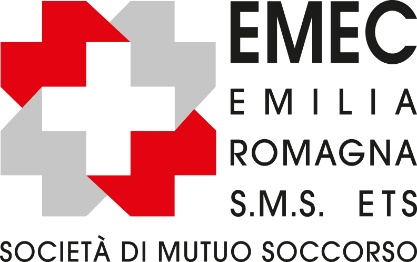 EMEC
EMILIA
ROMAGNA
S.M.S. ETS
SOCIETÀ DI MUTUO SOCCORSO